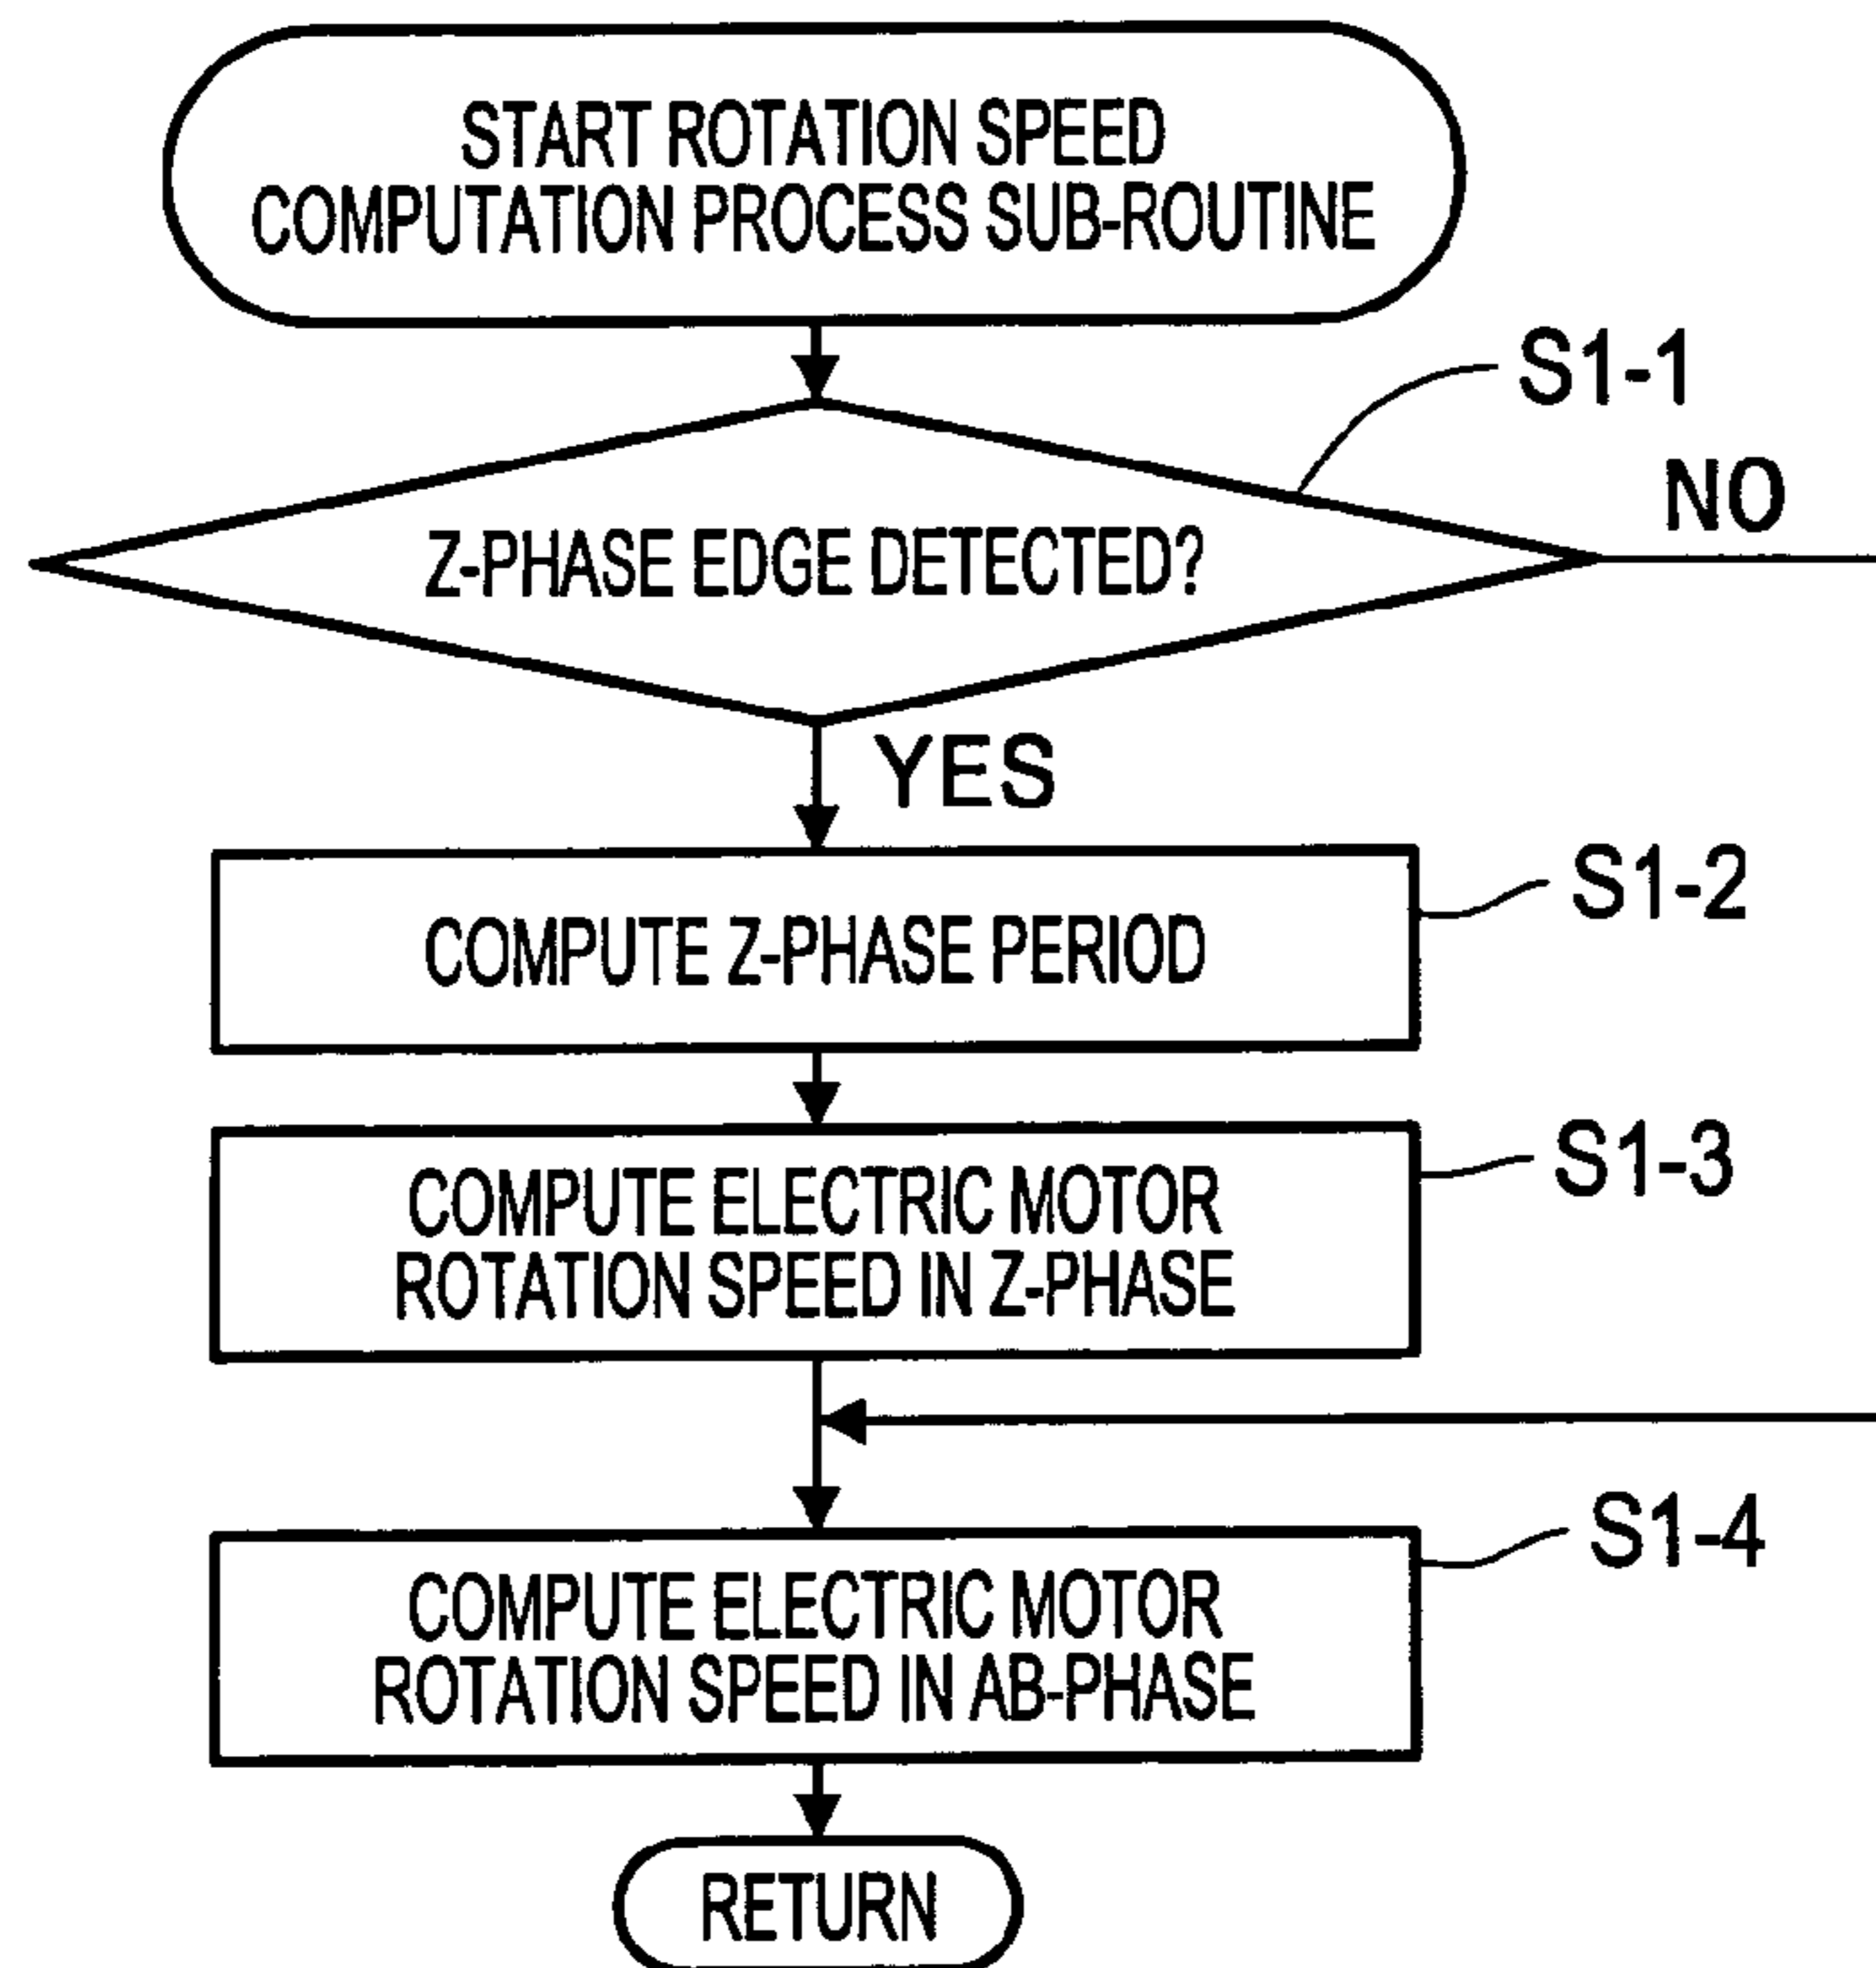 START ROTATION SPEED
COMPUTATION PROCESS SUB-ROUTINE
S1-1
NO
Z-PHASE EDGE DETECTED?
YES
S1-2
COMPUTE Z-PHASE PERIOD
S1-3
COMPUTE ELECTRIC MOTOR
ROTATION SPEED IN Z-PHASE
S1-4
COMPUTE ELECTRIC MOTOR
ROTATION SPEED IN AB-PHASE
RETURN